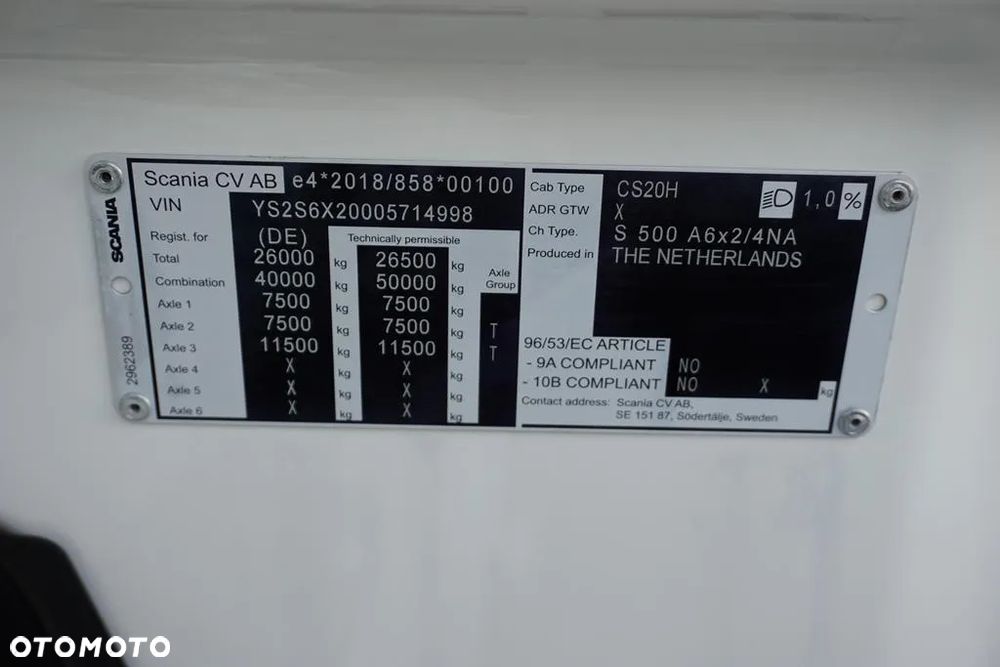 SCANIA
2962389
Scania CV AB e4*2018/858*00100
VIN YS2S6X20005714998
Regist. for (DE) Technically permissible
Total 26000 kg 26500 kg Axle Group
Combination 40000 kg 50000 kg
Axle 1 7500 kg 7500 kg
Axle 2 7500 kg 7500 kg T
Axle 3 11500 kg 11500 kg T
Axle 4 X kg X kg
Axle 5 X kg X kg
Axle 6 X kg X kg
Cab Type CS20H 1,0 %
ADR GTW X
Ch Type. S 500 A6x2/4NA
Produced in THE NETHERLANDS
96/53/EC ARTICLE
- 9A COMPLIANT NO
- 10B COMPLIANT NO X kg
Contact address: Scania CV AB,
SE 151 87, Södertälje, Sweden
OTOMOTO